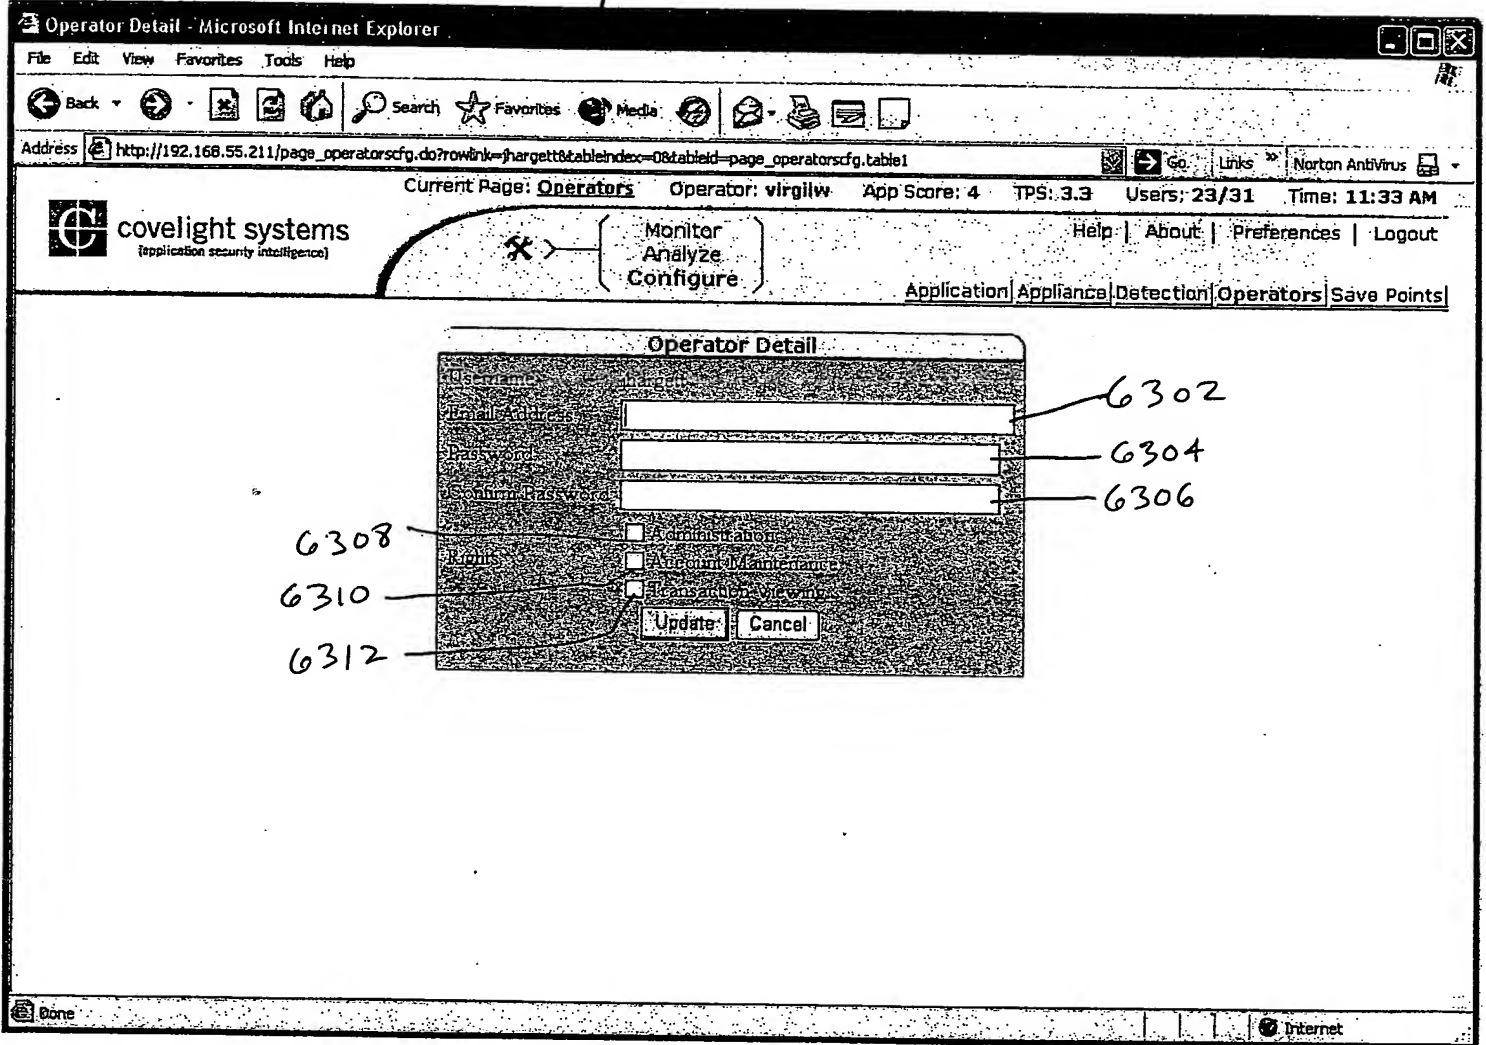 Operator Detail - Microsoft Internet Explorer
File Edit View Favorites Tools Help
Back Search Favorites Media
Address http://192.168.55.211/page_operatorscfg.do?rowlink=jhargett&tableindex=0&tableid=page_operatorscfg.table1 Go Links » Norton AntiVirus
Current Page: Operators Operator: virgilw App Score: 4 TPS: 3.3 Users: 23/31 Time: 11:33 AM
covelight systems
[application security intelligence]
Monitor
Analyze
Configure
Help | About | Preferences | Logout
Application| Appliance| Detection| Operators| Save Points|
Operator Detail
Username jhargett
Email Address 6302
Password 6304
Confirm Password 6306
6308 Administration
Rights
6310 Account Maintenance
6312 Transaction Viewing
Update Cancel
Done Internet